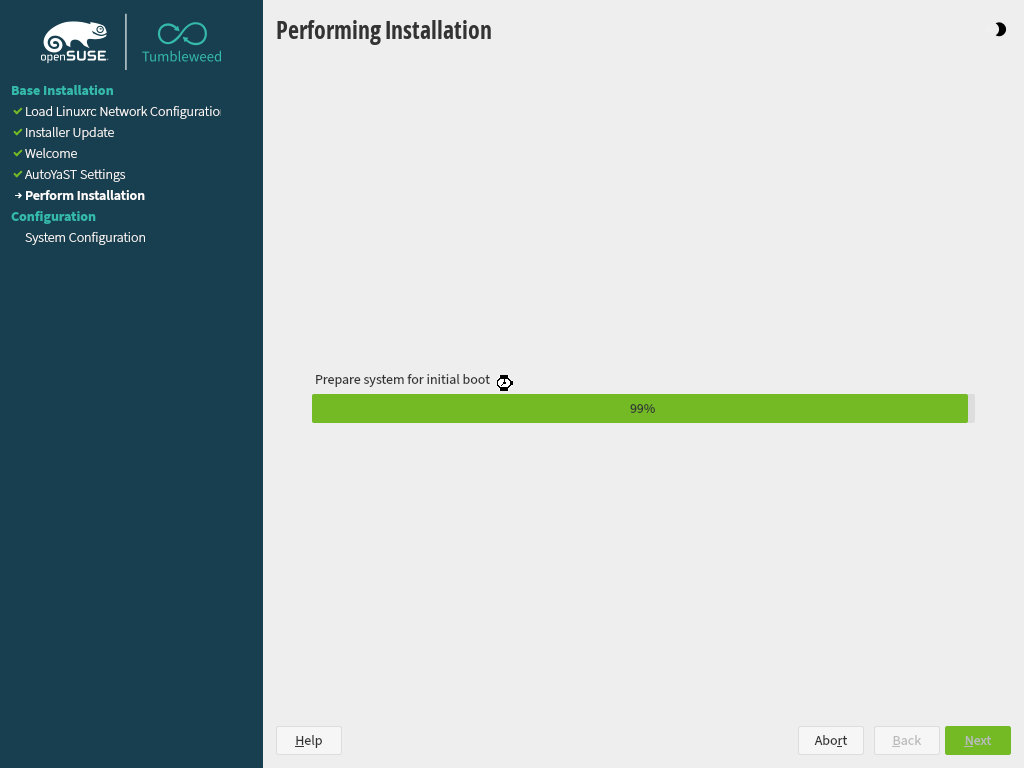 openSUSE
Tumbleweed
Base Installation
Load Linuxrc Network Configuratio
Installer Update
Welcome
AutoYaST Settings
Perform Installation
Configuration
System Configuration
Performing Installation
Prepare system for initial boot
99%
Help
Abort
Back
Next